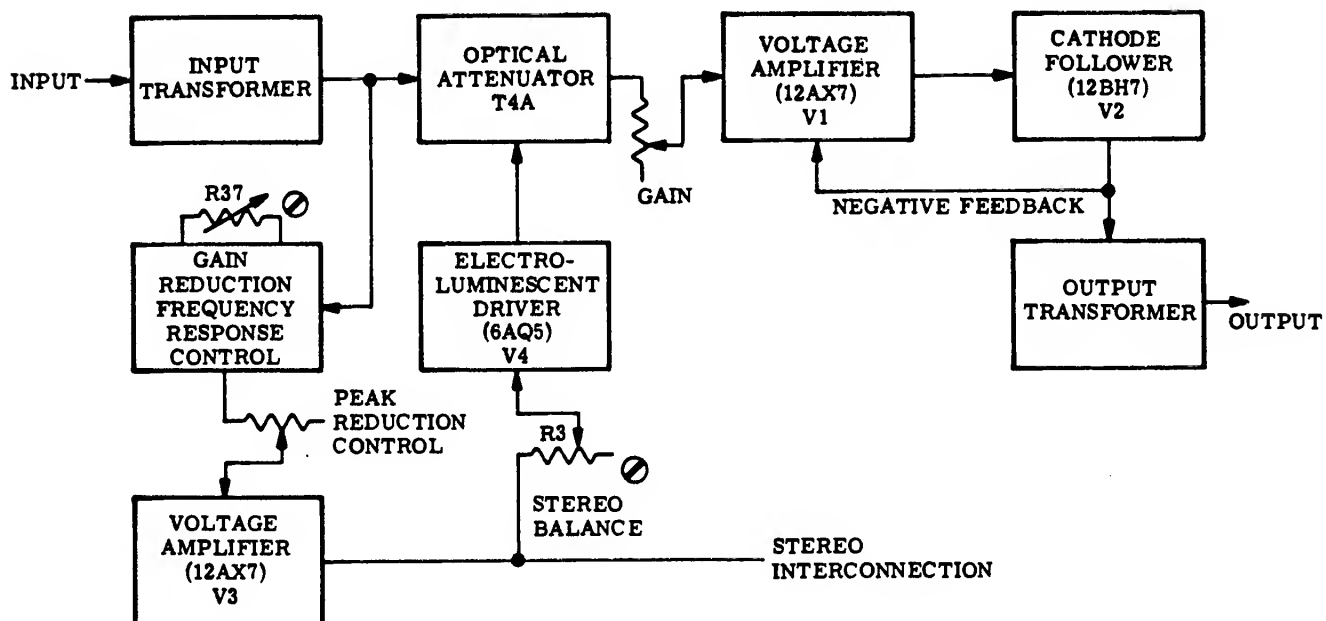 INPUT
INPUT
TRANSFORMER
OPTICAL
ATTENUATOR
T4A
GAIN
VOLTAGE
AMPLIFIER
(12AX7)
V1
CATHODE
FOLLOWER
(12BH7)
V2
NEGATIVE FEEDBACK
R37
GAIN
REDUCTION
FREQUENCY
RESPONSE
CONTROL
ELECTRO-
LUMINESCENT
DRIVER
(6AQ5)
V4
OUTPUT
TRANSFORMER
OUTPUT
PEAK
REDUCTION
CONTROL
R3
STEREO
BALANCE
VOLTAGE
AMPLIFIER
(12AX7)
V3
STEREO
INTERCONNECTION